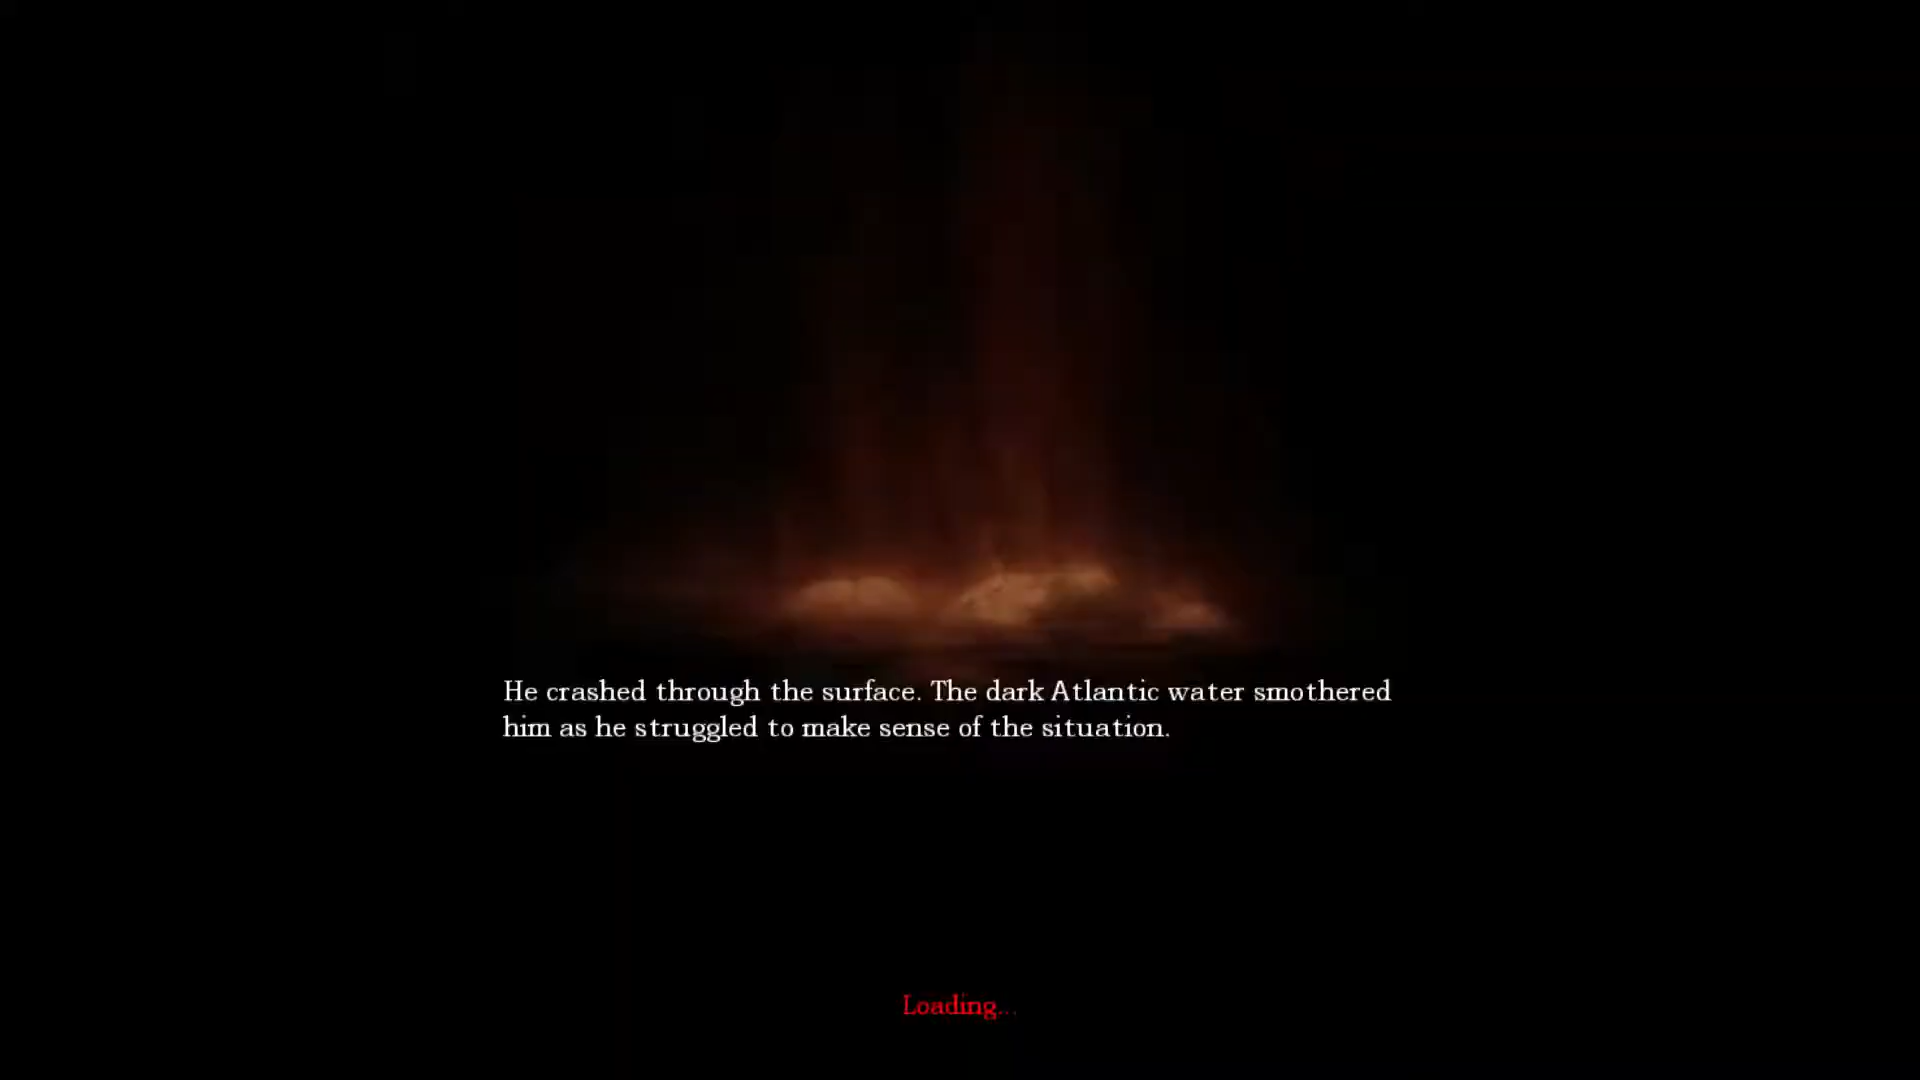 He crashed through the surface. The dark Atlantic water smothered
him as he struggled to make sense of the situation.
Loading...